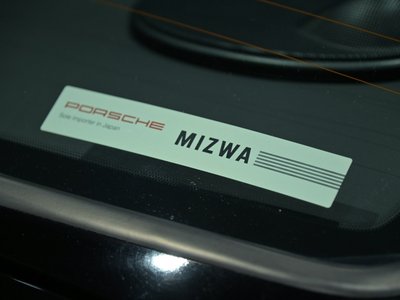 PORSCHE
Sole importer in Japan
MIZWA